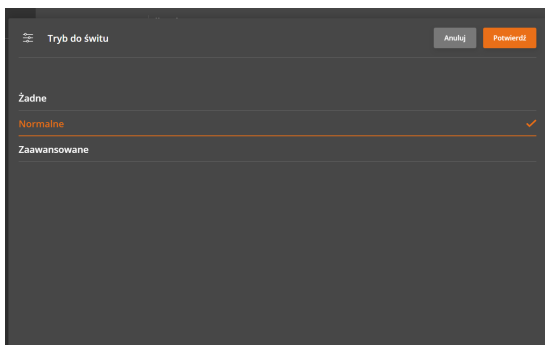 Tryb do świtu
Anuluj
Potwierdź
Żadne
Normalne
Zaawansowane